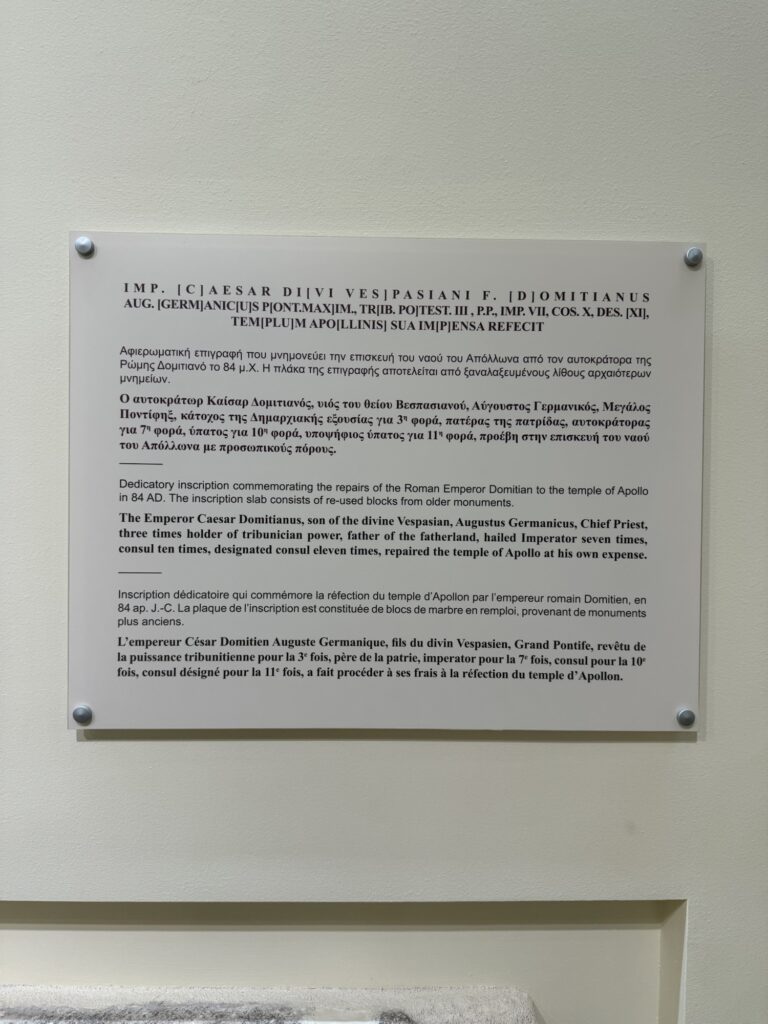 IMP. [C]AESAR DI[VI VES]PASIANI F. [D]OMITIANUS
AUG. [GERM]ANIC[U]S P[ONT.MAX]IM., TR[IB. PO]TEST. III , P.P., IMP. VII, COS. X, DES. [XI],
TEM[PLU]M APO[LLINIS] SUA IM[P]ENSA REFECIT
Αφιερωματική επιγραφή που μνημονεύει την επισκευή του ναού του Απόλλωνα από τον αυτοκράτορα της
Ρώμης Δομιτιανό το 84 μ.Χ. Η πλάκα της επιγραφής αποτελείται από ξαναλαξευμένους λίθους αρχαιότερων
μνημείων.
Ο αυτοκράτωρ Καίσαρ Δομιτιανός, υιός του θείου Βεσπασιανού, Αύγουστος Γερμανικός, Μεγάλος
Ποντίφηξ, κάτοχος της Δημαρχιακής εξουσίας για 3η φορά, πατέρας της πατρίδας, αυτοκράτορας
για 7η φορά, ύπατος για 10η φορά, υποψήφιος ύπατος για 11η φορά, προέβη στην επισκευή του ναού
του Απόλλωνα με προσωπικούς πόρους.
Dedicatory inscription commemorating the repairs of the Roman Emperor Domitian to the temple of Apollo
in 84 AD. The inscription slab consists of re-used blocks from older monuments.
The Emperor Caesar Domitianus, son of the divine Vespasian, Augustus Germanicus, Chief Priest,
three times holder of tribunician power, father of the fatherland, hailed Imperator seven times,
consul ten times, designated consul eleven times, repaired the temple of Apollo at his own expense.
Inscription dédicatoire qui commémore la réfection du temple d'Apollon par l'empereur romain Domitien, en
84 ap. J.-C. La plaque de l'inscription est constituée de blocs de marbre en remploi, provenant de monuments
plus anciens.
L'empereur César Domitien Auguste Germanique, fils du divin Vespasien, Grand Pontife, revêtu de
la puissance tribunitienne pour la 3e fois, père de la patrie, imperator pour la 7e fois, consul pour la 10e
fois, consul désigné pour la 11e fois, a fait procéder à ses frais à la réfection du temple d'Apollon.